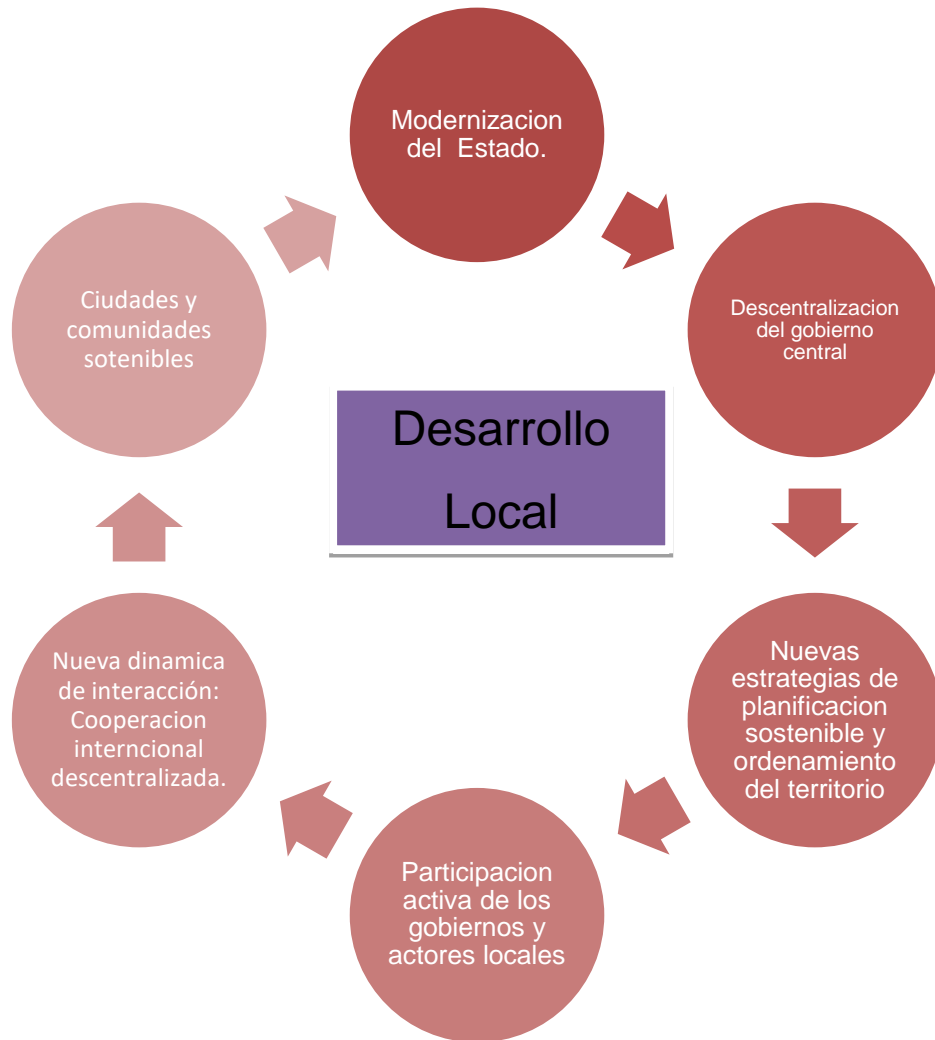 Modernizacion
del Estado.
Descentralizacion
del gobierno
central
Nuevas
estrategias de
planificacion
sostenible y
ordenamiento
del territorio
Participacion
activa de los
gobiernos y
actores locales
Nueva dinamica
de interacción:
Cooperacion
interncional
descentralizada.
Ciudades y
comunidades
sotenibles
Desarrollo
Local